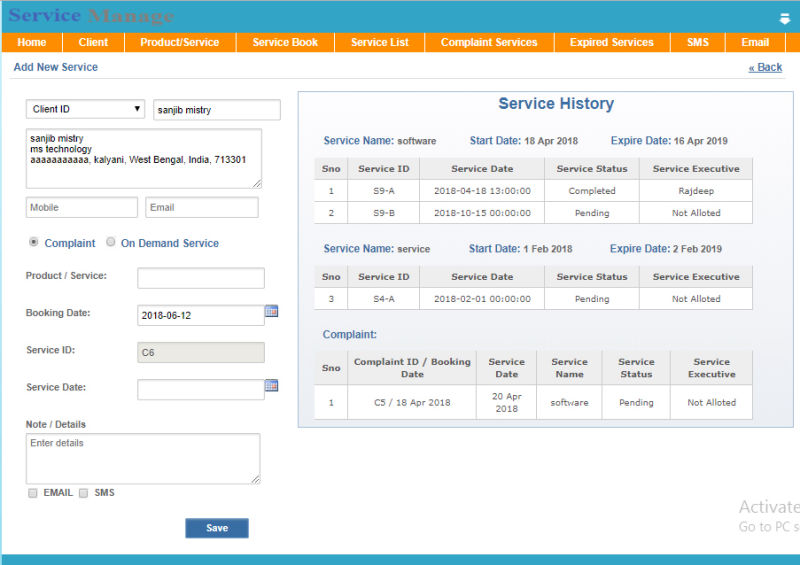 Service Manage
Home Client Product/Service Service Book Service List Complaint Services Expired Services SMS Email
Add New Service
« Back
Client ID
sanjib mistry
sanjib mistry
ms technology
aaaaaaaaaaa, kalyani, West Bengal, India, 713301
Mobile
Email
Complaint On Demand Service
Product / Service:
Booking Date: 2018-06-12
Service ID: C6
Service Date:
Note / Details
Enter details
EMAIL SMS
Save
Service History
Service Name: software Start Date: 18 Apr 2018 Expire Date: 16 Apr 2019
Sno Service ID Service Date Service Status Service Executive
1 S9-A 2018-04-18 13:00:00 Completed Rajdeep
2 S9-B 2018-10-15 00:00:00 Pending Not Alloted
Service Name: service Start Date: 1 Feb 2018 Expire Date: 2 Feb 2019
Sno Service ID Service Date Service Status Service Executive
3 S4-A 2018-02-01 00:00:00 Pending Not Alloted
Complaint:
Sno Complaint ID / Booking Date Service Date Service Name Service Status Service Executive
1 C5 / 18 Apr 2018 20 Apr 2018 software Pending Not Alloted
Activate
Go to PC s